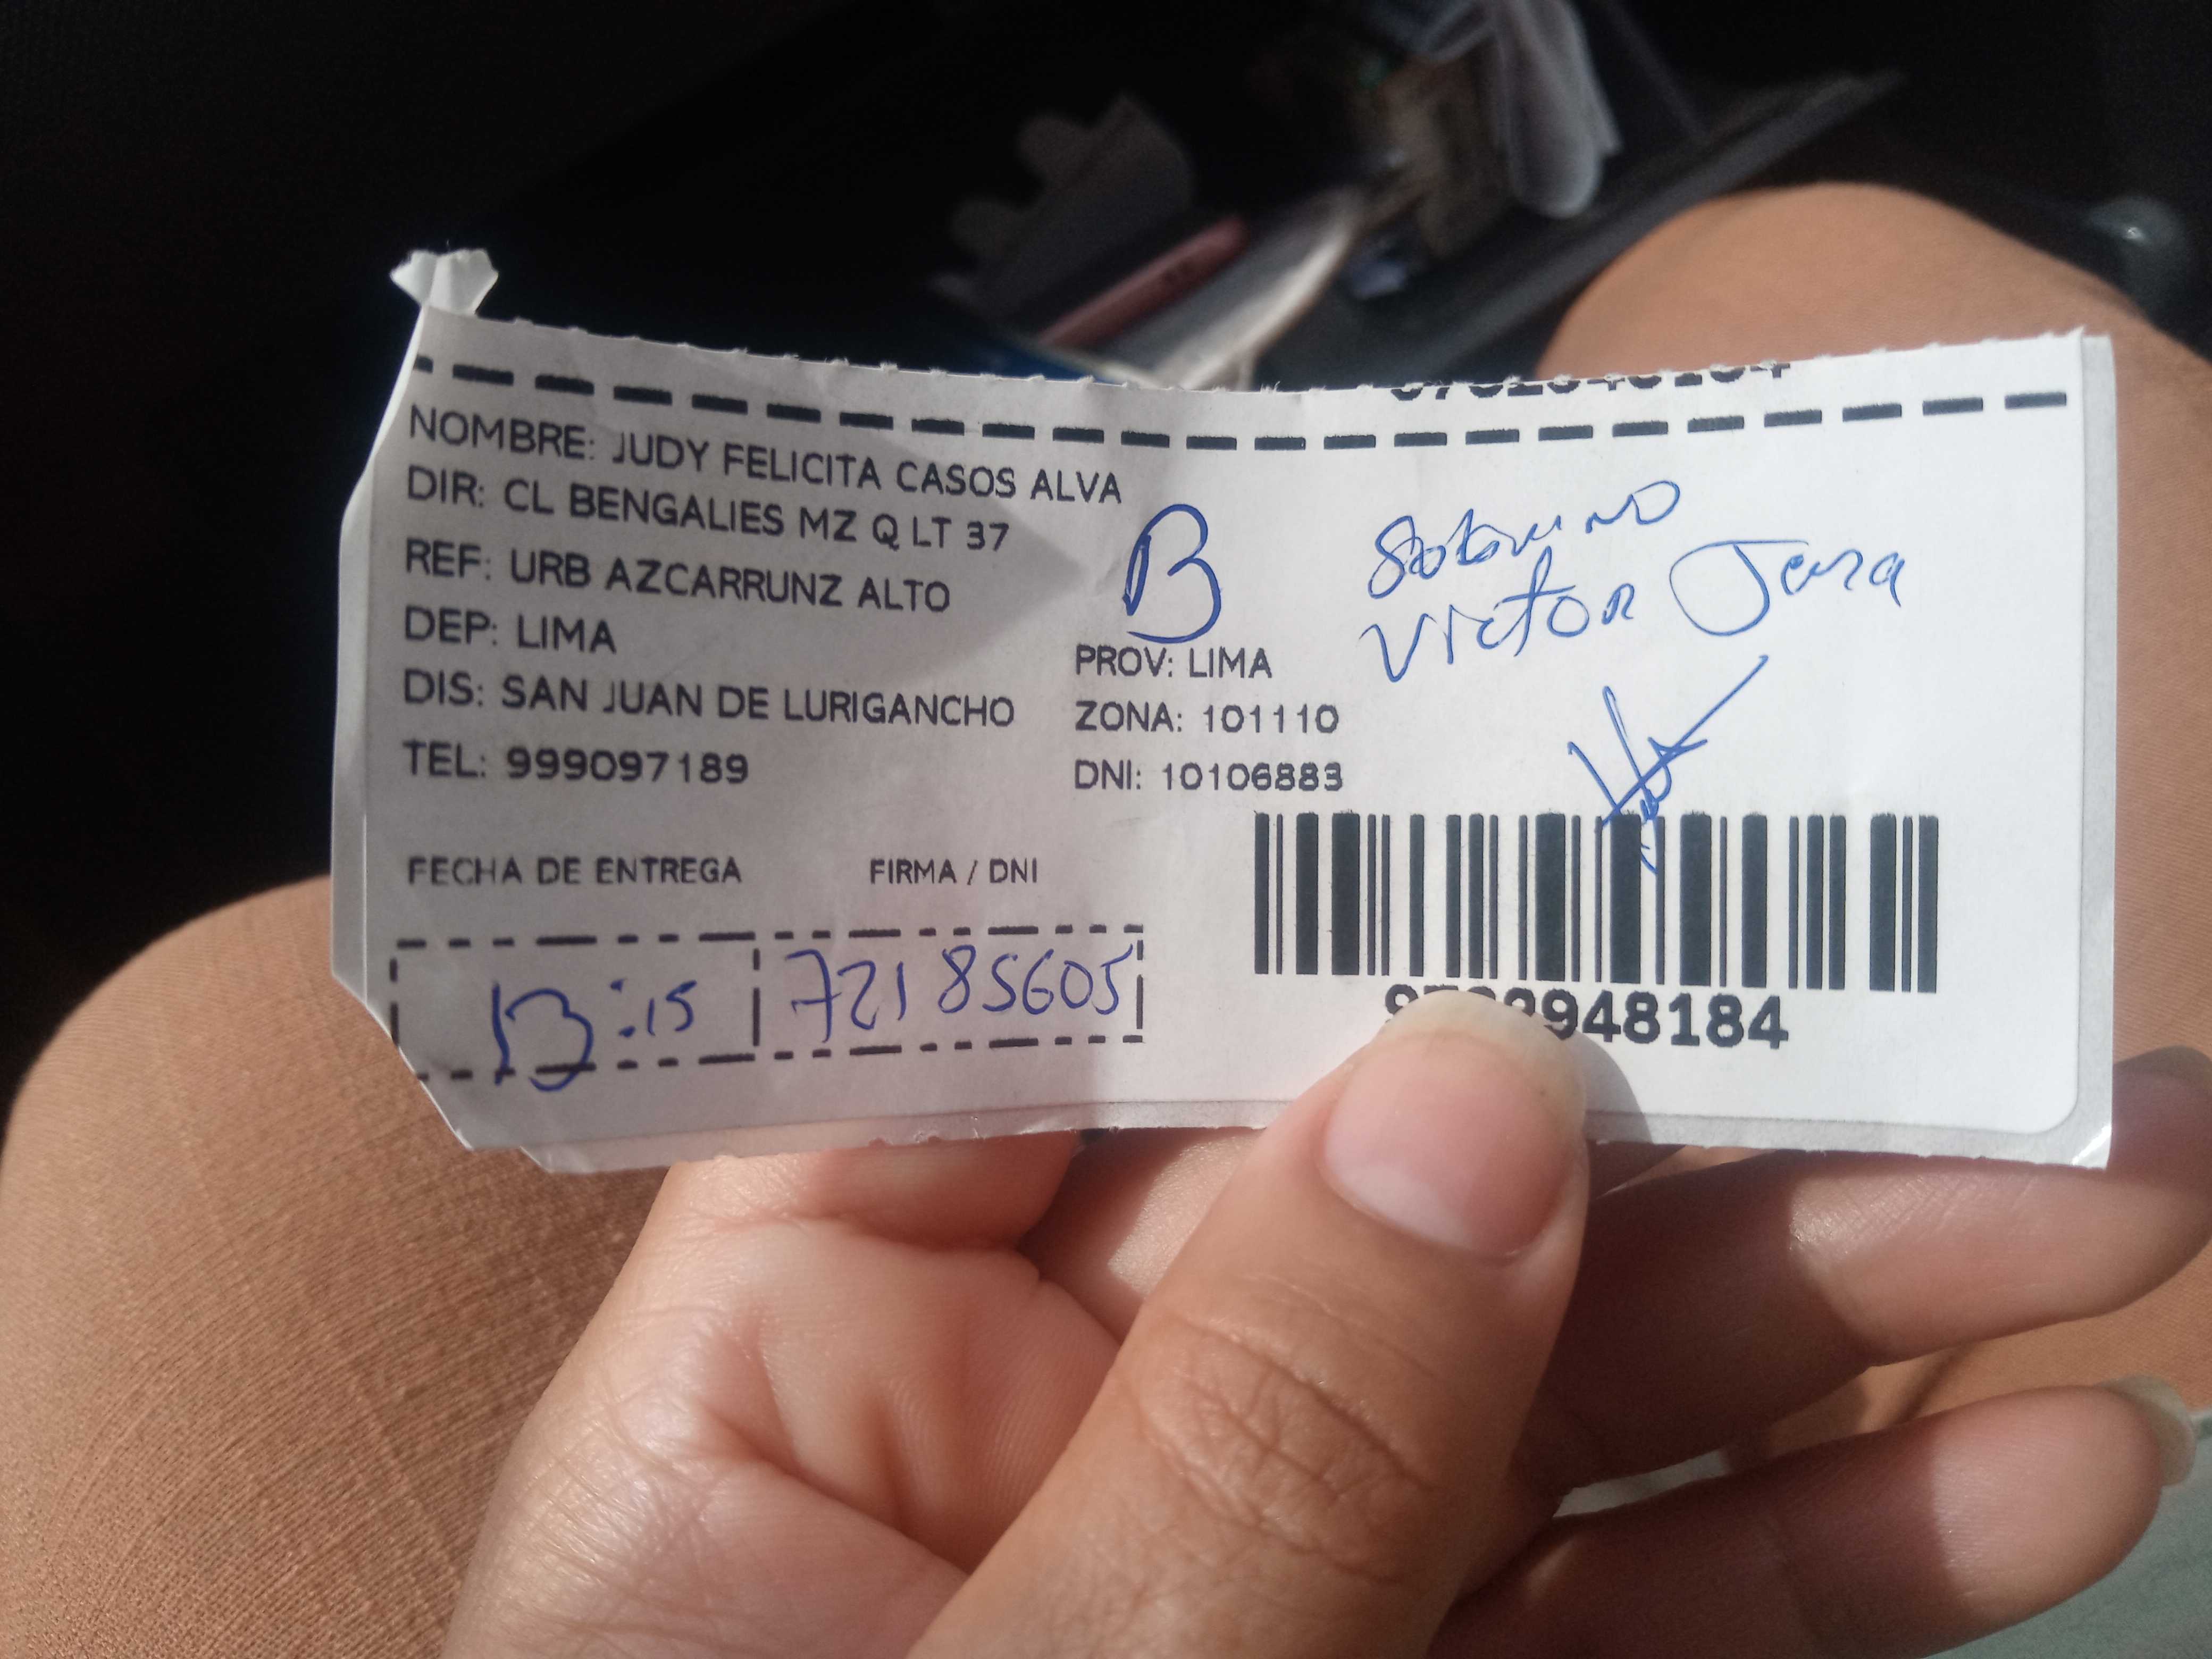 NOMBRE: JUDY FELICITA CASOS ALVA
DIR: CL BENGALIES MZ Q LT 37
REF: URB AZCARRUNZ ALTO
DEP: LIMA
PROV: LIMA
DIS: SAN JUAN DE LURIGANCHO
ZONA: 101110
TEL: 999097189
DNI: 10106883
B
Sobrino
Victor Jara
FECHA DE ENTREGA
FIRMA / DNI
13:15
72185605
948184